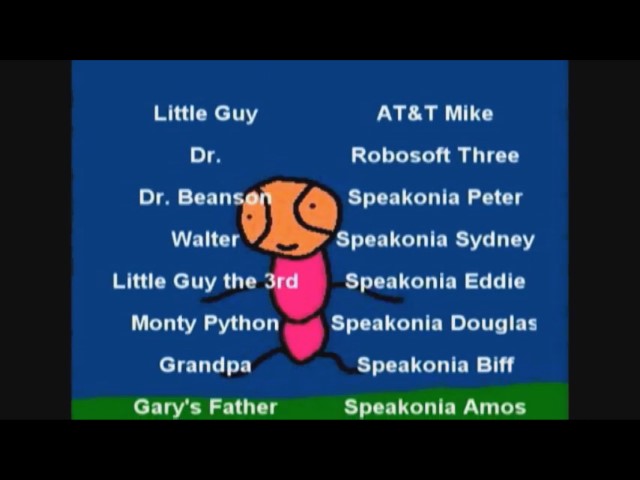 Little Guy AT&T Mike
Dr. Robosoft Three
Dr. Beanson Speakonia Peter
Walter Speakonia Sydney
Little Guy the 3rd Speakonia Eddie
Monty Python Speakonia Douglas
Grandpa Speakonia Biff
Gary's Father Speakonia Amos